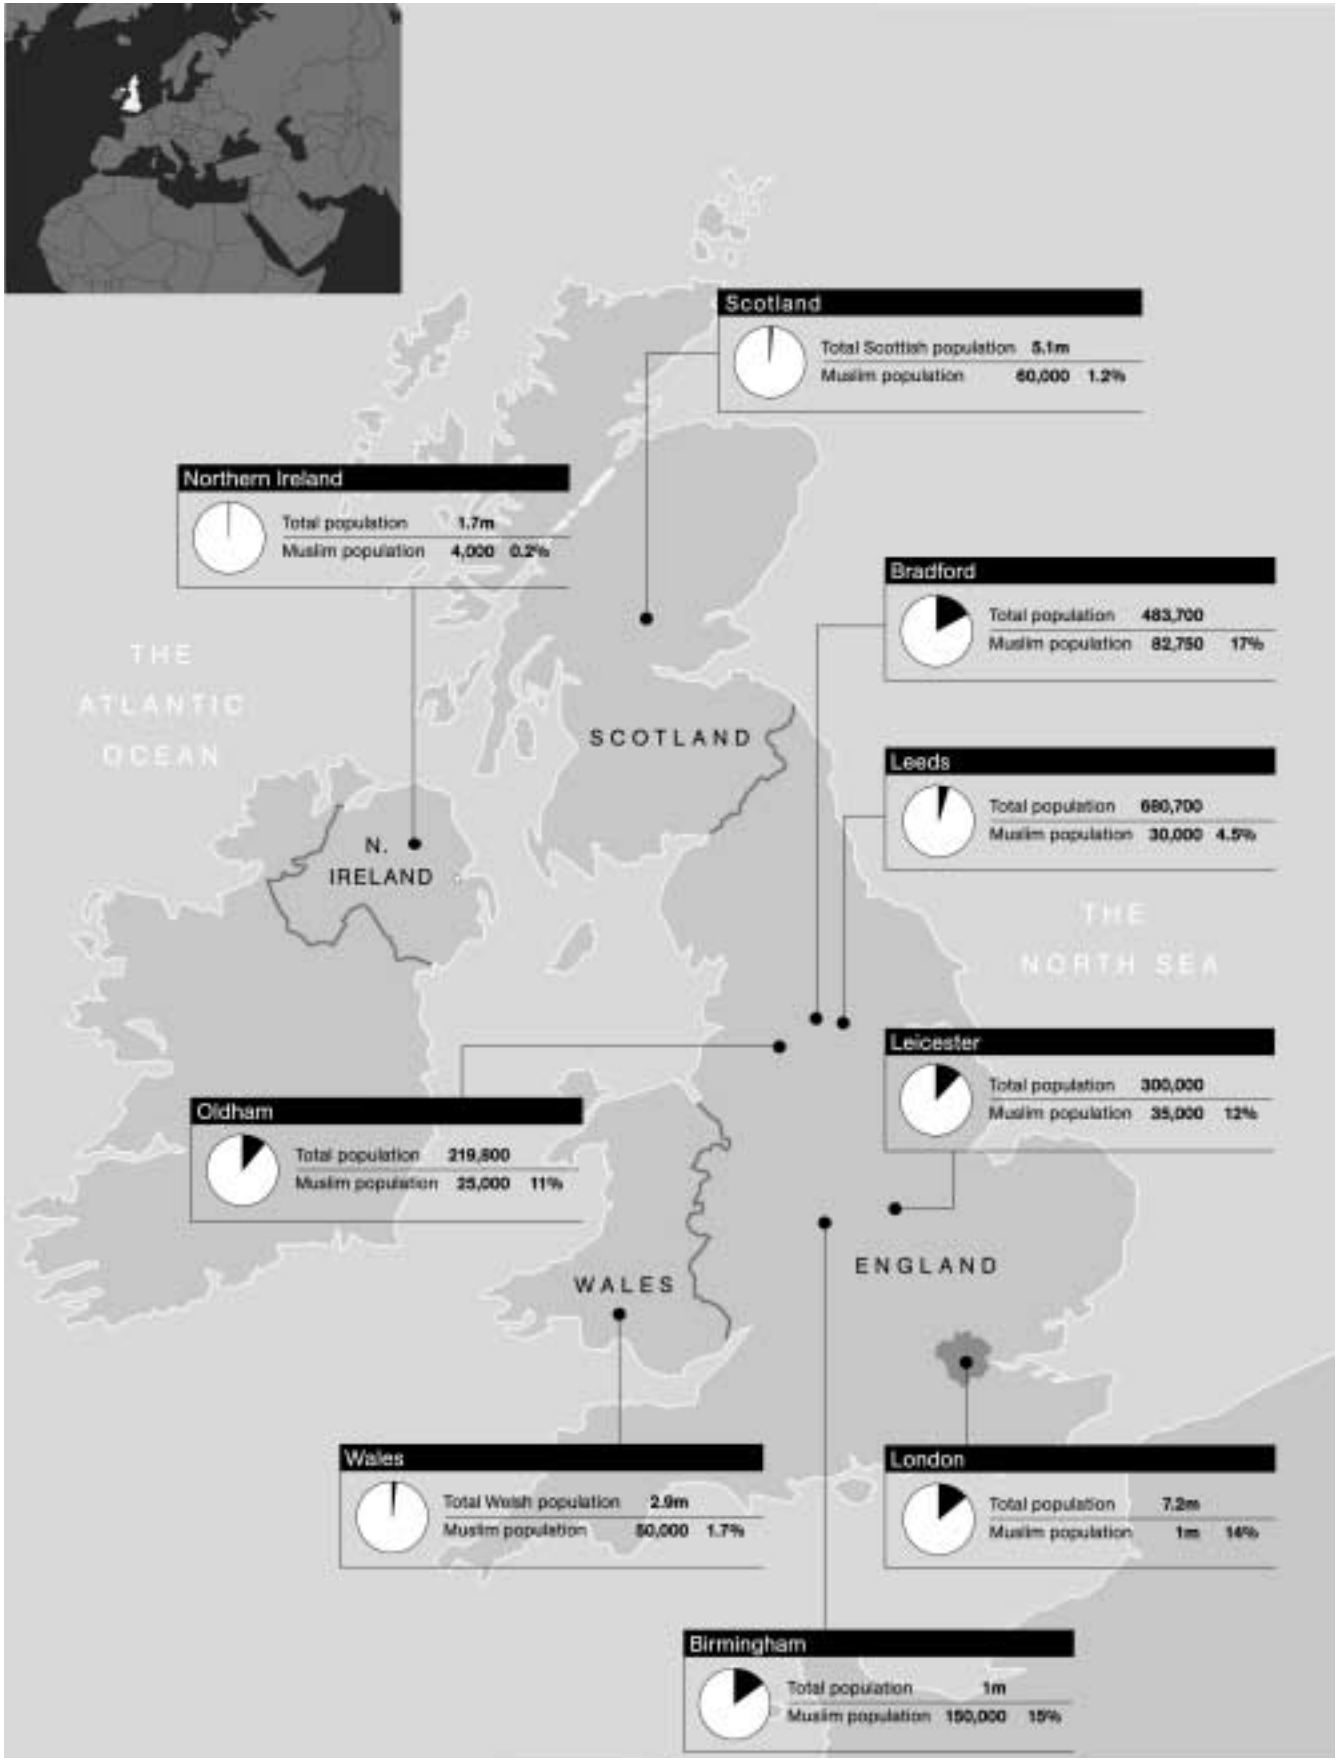 Scotland
Total Scottish population 5.1m
Muslim population 60,000 1.2%
Northern Ireland
Total population 1.7m
Muslim population 4,000 0.2%
Bradford
Total population 483,700
Muslim population 82,750 17%
THE
ATLANTIC
OCEAN
SCOTLAND
Leeds
Total population 680,700
Muslim population 30,000 4.5%
N.
IRELAND
THE
NORTH SEA
Leicester
Total population 300,000
Muslim population 35,000 12%
Oldham
Total population 219,800
Muslim population 25,000 11%
ENGLAND
WALES
Wales
Total Welsh population 2.9m
Muslim population 50,000 1.7%
London
Total population 7.2m
Muslim population 1m 14%
Birmingham
Total population 1m
Muslim population 150,000 15%